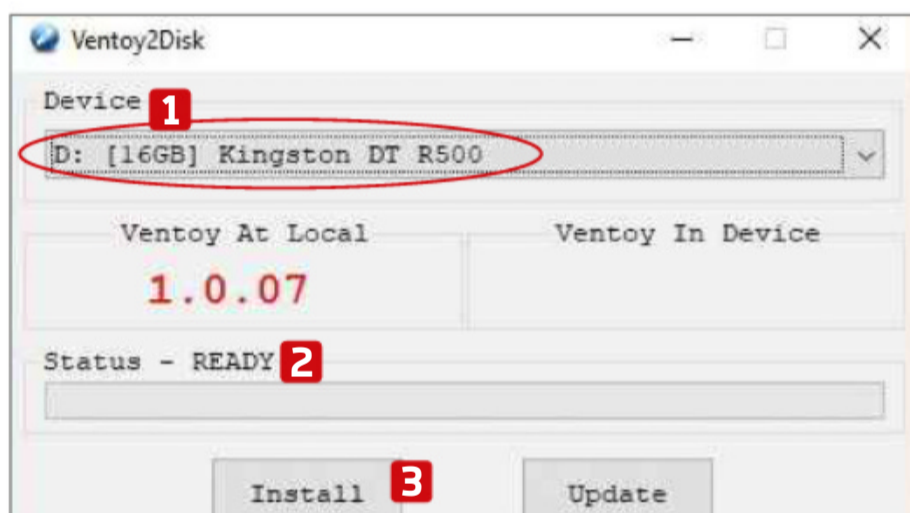 Ventoy2Disk
Device 1
D: [16GB] Kingston DT R500
Ventoy At Local Ventoy In Device
1.0.07
Status - READY 2
Install 3 Update